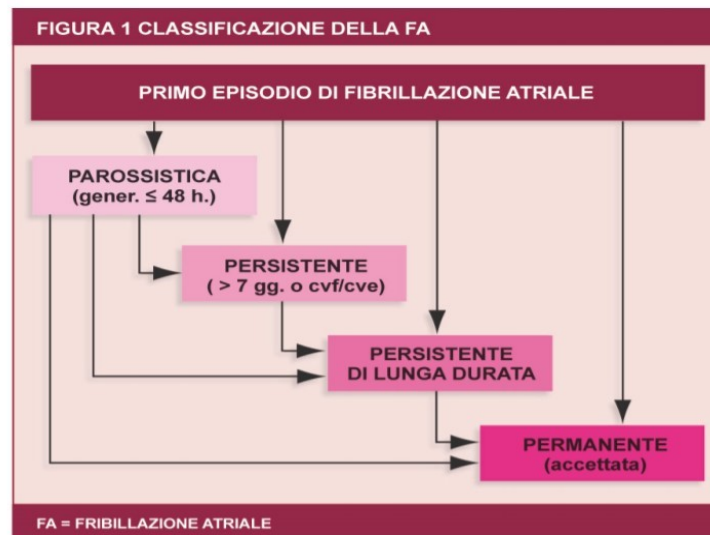 FIGURA 1 CLASSIFICAZIONE DELLA FA
PRIMO EPISODIO DI FIBRILLAZIONE ATRIALE
PAROSSISTICA
(gener. ≤ 48 h.)
PERSISTENTE
( > 7 gg. o cvf/cve)
PERSISTENTE
DI LUNGA DURATA
PERMANENTE
(accettata)
FA = FRIBILLAZIONE ATRIALE